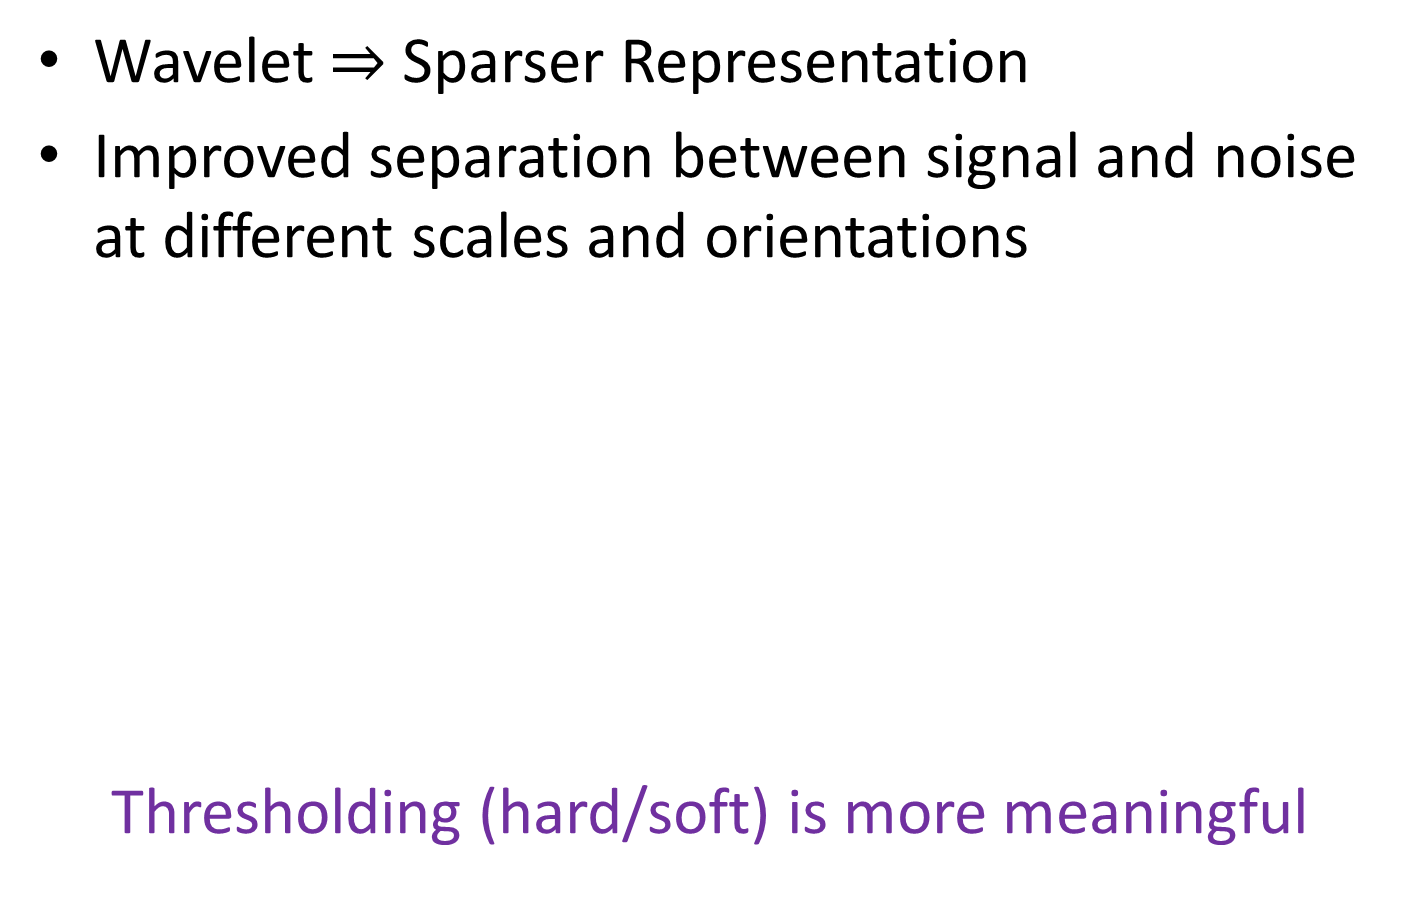 • Wavelet ⇒ Sparser Representation
• Improved separation between signal and noise
at different scales and orientations
Thresholding (hard/soft) is more meaningful